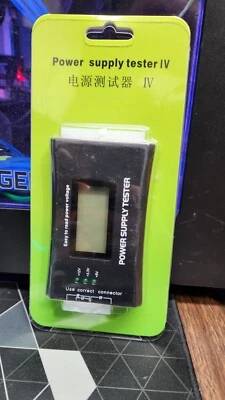 Power supply tester IV
电源测试器 IV
Easy to read power voltage
POWER SUPPLY TESTER
Use correct connector
GE